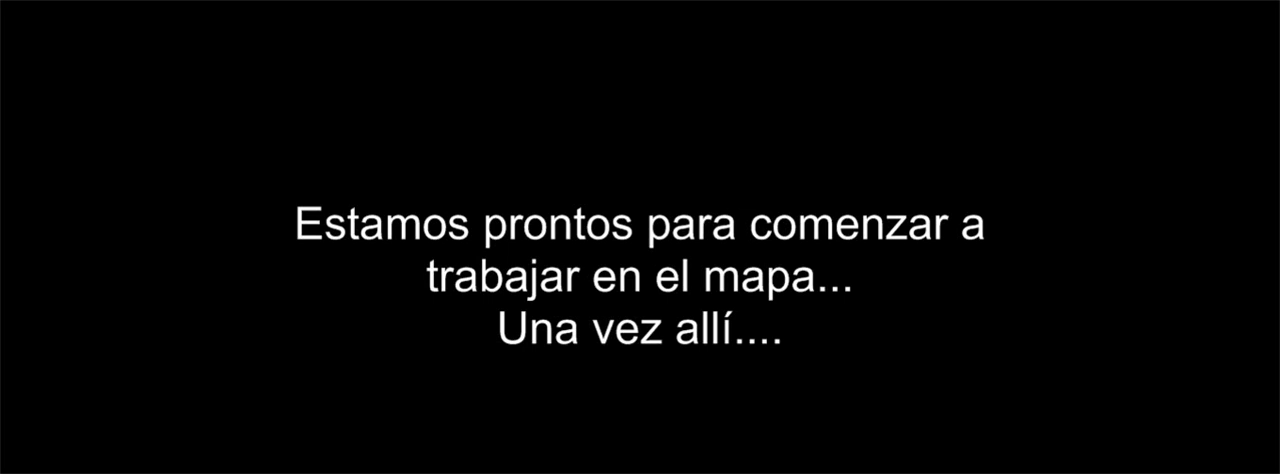 Estamos prontos para comenzar a
trabajar en el mapa...
Una vez allí....